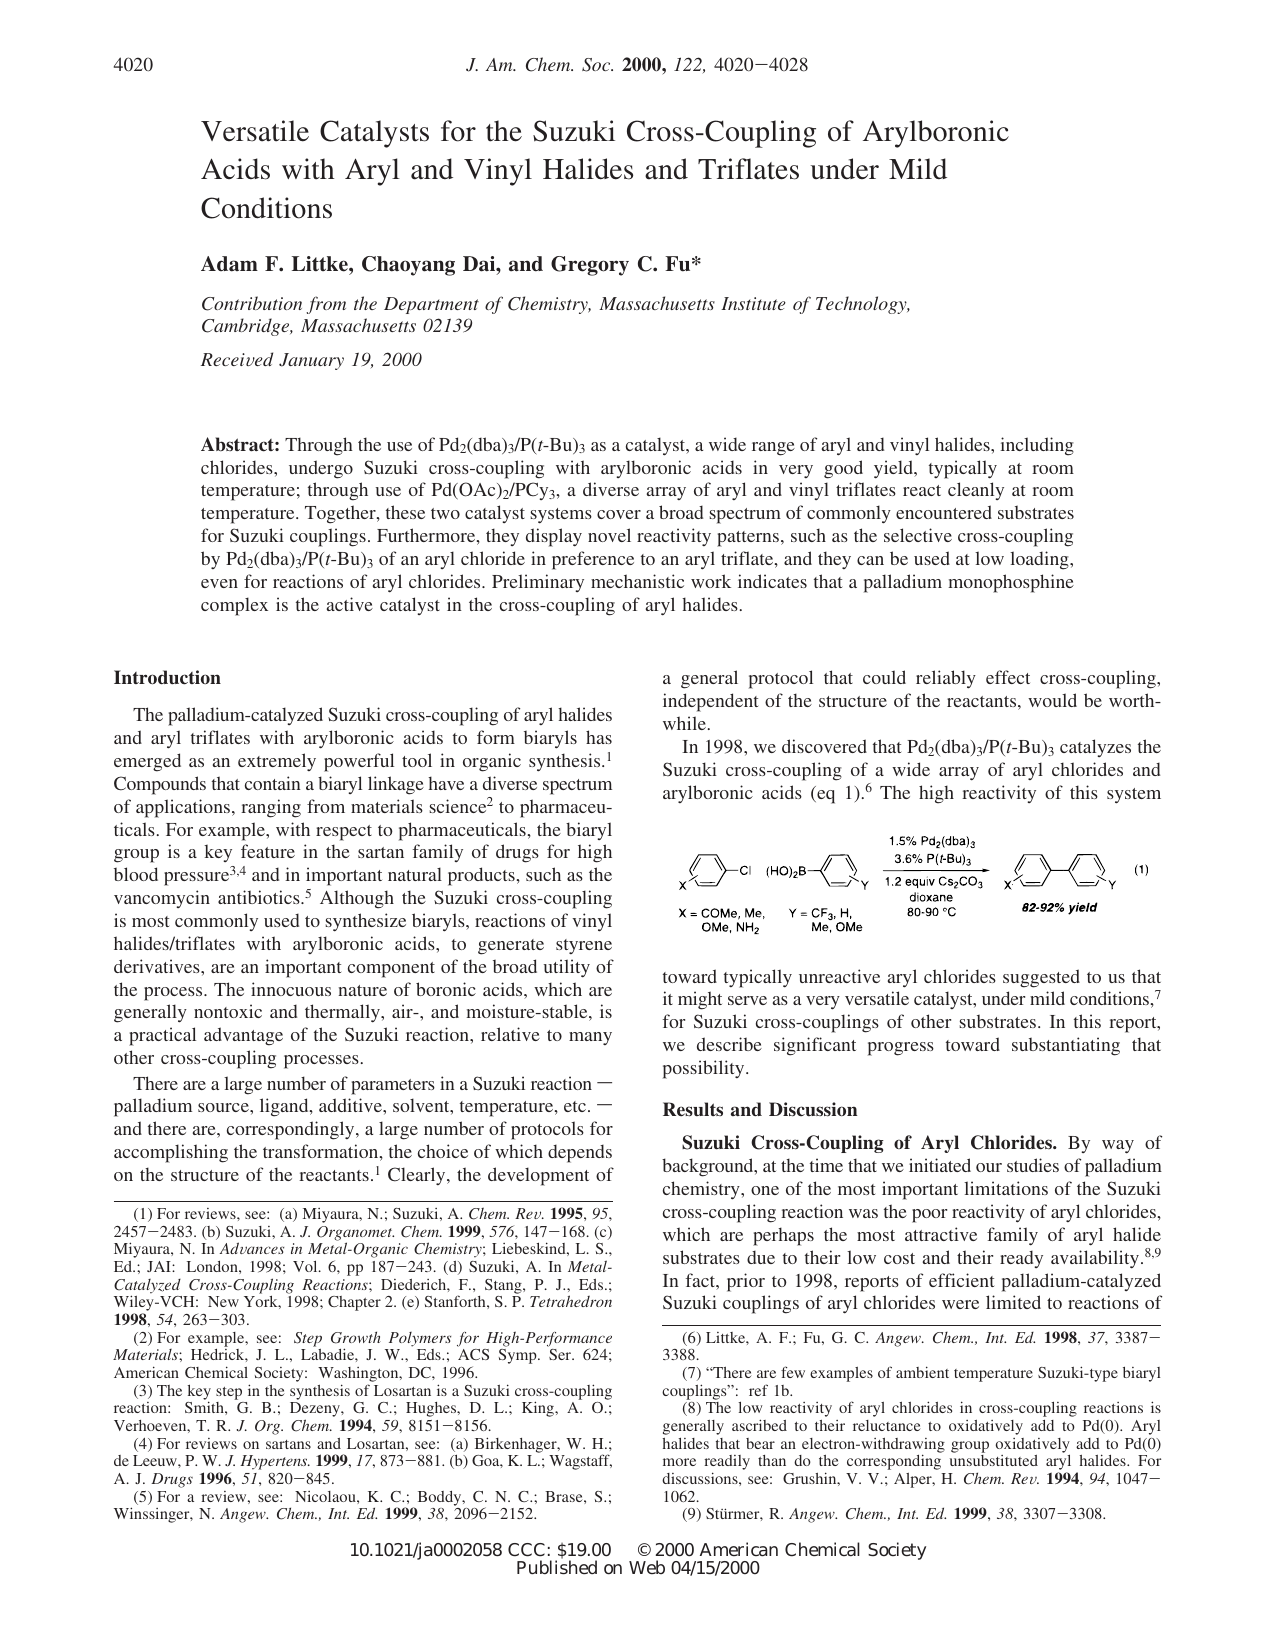 4020
J. Am. Chem. Soc. 2000, 122, 4020−4028
Versatile Catalysts for the Suzuki Cross-Coupling of Arylboronic
Acids with Aryl and Vinyl Halides and Triflates under Mild
Conditions
Adam F. Littke, Chaoyang Dai, and Gregory C. Fu*
Contribution from the Department of Chemistry, Massachusetts Institute of Technology,
Cambridge, Massachusetts 02139
Received January 19, 2000
Abstract: Through the use of Pd2(dba)3/P(t-Bu)3 as a catalyst, a wide range of aryl and vinyl halides, including
chlorides, undergo Suzuki cross-coupling with arylboronic acids in very good yield, typically at room
temperature; through use of Pd(OAc)2/PCy3, a diverse array of aryl and vinyl triflates react cleanly at room
temperature. Together, these two catalyst systems cover a broad spectrum of commonly encountered substrates
for Suzuki couplings. Furthermore, they display novel reactivity patterns, such as the selective cross-coupling
by Pd2(dba)3/P(t-Bu)3 of an aryl chloride in preference to an aryl triflate, and they can be used at low loading,
even for reactions of aryl chlorides. Preliminary mechanistic work indicates that a palladium monophosphine
complex is the active catalyst in the cross-coupling of aryl halides.
Introduction
The palladium-catalyzed Suzuki cross-coupling of aryl halides
and aryl triflates with arylboronic acids to form biaryls has
emerged as an extremely powerful tool in organic synthesis.1
Compounds that contain a biaryl linkage have a diverse spectrum
of applications, ranging from materials science2 to pharmaceu-
ticals. For example, with respect to pharmaceuticals, the biaryl
group is a key feature in the sartan family of drugs for high
blood pressure3,4 and in important natural products, such as the
vancomycin antibiotics.5 Although the Suzuki cross-coupling
is most commonly used to synthesize biaryls, reactions of vinyl
halides/triflates with arylboronic acids, to generate styrene
derivatives, are an important component of the broad utility of
the process. The innocuous nature of boronic acids, which are
generally nontoxic and thermally, air-, and moisture-stable, is
a practical advantage of the Suzuki reaction, relative to many
other cross-coupling processes.
There are a large number of parameters in a Suzuki reaction —
palladium source, ligand, additive, solvent, temperature, etc. —
and there are, correspondingly, a large number of protocols for
accomplishing the transformation, the choice of which depends
on the structure of the reactants.1 Clearly, the development of
(1) For reviews, see: (a) Miyaura, N.; Suzuki, A. Chem. Rev. 1995, 95,
2457−2483. (b) Suzuki, A. J. Organomet. Chem. 1999, 576, 147−168. (c)
Miyaura, N. In Advances in Metal-Organic Chemistry; Liebeskind, L. S.,
Ed.; JAI: London, 1998; Vol. 6, pp 187−243. (d) Suzuki, A. In Metal-
Catalyzed Cross-Coupling Reactions; Diederich, F., Stang, P. J., Eds.;
Wiley-VCH: New York, 1998; Chapter 2. (e) Stanforth, S. P. Tetrahedron
1998, 54, 263−303.
(2) For example, see: Step Growth Polymers for High-Performance
Materials; Hedrick, J. L., Labadie, J. W., Eds.; ACS Symp. Ser. 624;
American Chemical Society: Washington, DC, 1996.
(3) The key step in the synthesis of Losartan is a Suzuki cross-coupling
reaction: Smith, G. B.; Dezeny, G. C.; Hughes, D. L.; King, A. O.;
Verhoeven, T. R. J. Org. Chem. 1994, 59, 8151−8156.
(4) For reviews on sartans and Losartan, see: (a) Birkenhager, W. H.;
de Leeuw, P. W. J. Hypertens. 1999, 17, 873−881. (b) Goa, K. L.; Wagstaff,
A. J. Drugs 1996, 51, 820−845.
(5) For a review, see: Nicolaou, K. C.; Boddy, C. N. C.; Brase, S.;
Winssinger, N. Angew. Chem., Int. Ed. 1999, 38, 2096−2152.
a general protocol that could reliably effect cross-coupling,
independent of the structure of the reactants, would be worth-
while.
In 1998, we discovered that Pd2(dba)3/P(t-Bu)3 catalyzes the
Suzuki cross-coupling of a wide array of aryl chlorides and
arylboronic acids (eq 1).6 The high reactivity of this system
1.5% Pd2(dba)3
3.6% P(t-Bu)3
X Cl (HO)2B Y 1.2 equiv Cs2CO3 X Y (1)
dioxane
80-90 °C
82-92% yield
X = COMe, Me, Y = CF3, H,
OMe, NH2 Me, OMe
toward typically unreactive aryl chlorides suggested to us that
it might serve as a very versatile catalyst, under mild conditions,7
for Suzuki cross-couplings of other substrates. In this report,
we describe significant progress toward substantiating that
possibility.
Results and Discussion
Suzuki Cross-Coupling of Aryl Chlorides. By way of
background, at the time that we initiated our studies of palladium
chemistry, one of the most important limitations of the Suzuki
cross-coupling reaction was the poor reactivity of aryl chlorides,
which are perhaps the most attractive family of aryl halide
substrates due to their low cost and their ready availability.8,9
In fact, prior to 1998, reports of efficient palladium-catalyzed
Suzuki couplings of aryl chlorides were limited to reactions of
(6) Littke, A. F.; Fu, G. C. Angew. Chem., Int. Ed. 1998, 37, 3387−
3388.
(7) “There are few examples of ambient temperature Suzuki-type biaryl
couplings”: ref 1b.
(8) The low reactivity of aryl chlorides in cross-coupling reactions is
generally ascribed to their reluctance to oxidatively add to Pd(0). Aryl
halides that bear an electron-withdrawing group oxidatively add to Pd(0)
more readily than do the corresponding unsubstituted aryl halides. For
discussions, see: Grushin, V. V.; Alper, H. Chem. Rev. 1994, 94, 1047−
1062.
(9) Stürmer, R. Angew. Chem., Int. Ed. 1999, 38, 3307−3308.
10.1021/ja0002058 CCC: $19.00 © 2000 American Chemical Society
Published on Web 04/15/2000